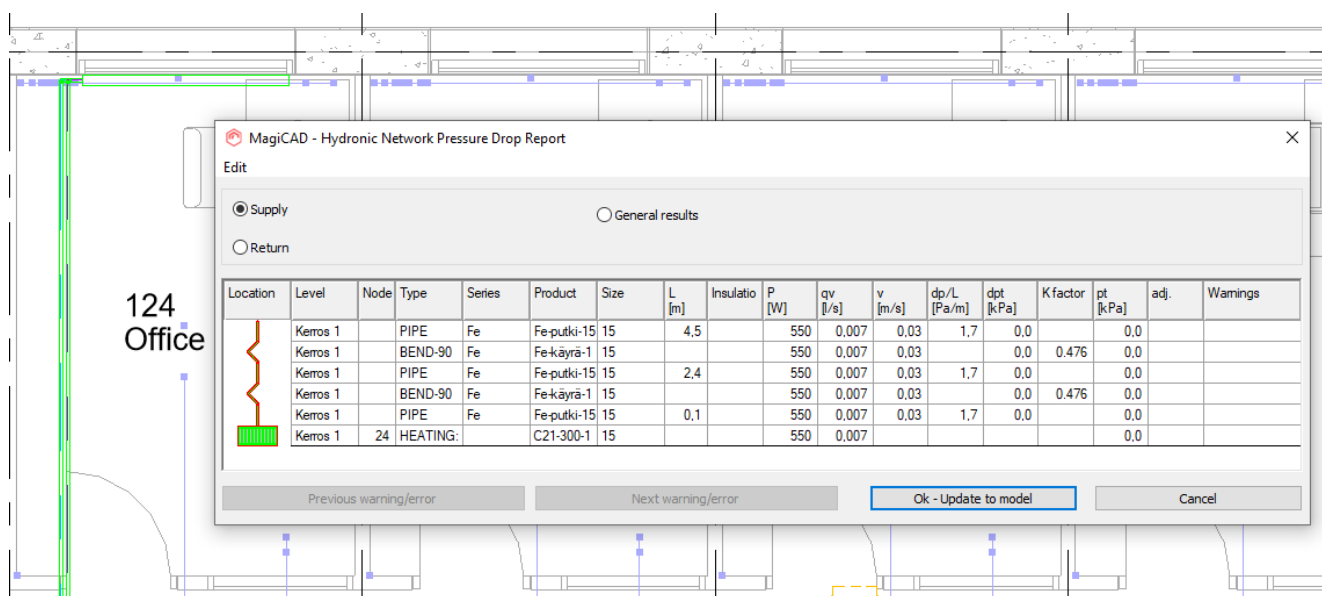 MagiCAD - Hydronic Network Pressure Drop Report
Edit
Supply
General results
Return
Location Level Node Type Series Product Size L [m] Insulatio P [W] qv [l/s] v [m/s] dp/L [Pa/m] dpt [kPa] K factor pt [kPa] adj. Warnings
Kerros 1 PIPE Fe Fe-putki-15 15 4,5 550 0,007 0,03 1,7 0,0 0,0
Kerros 1 BEND-90 Fe Fe-käyrä-1 15 550 0,007 0,03 0,0 0.476 0,0
Kerros 1 PIPE Fe Fe-putki-15 15 2,4 550 0,007 0,03 1,7 0,0 0,0
Kerros 1 BEND-90 Fe Fe-käyrä-1 15 550 0,007 0,03 0,0 0.476 0,0
Kerros 1 PIPE Fe Fe-putki-15 15 0,1 550 0,007 0,03 1,7 0,0 0,0
Kerros 1 24 HEATING: C21-300-1 15 550 0,007 0,0
Previous warning/error Next warning/error Ok - Update to model Cancel
124
Office